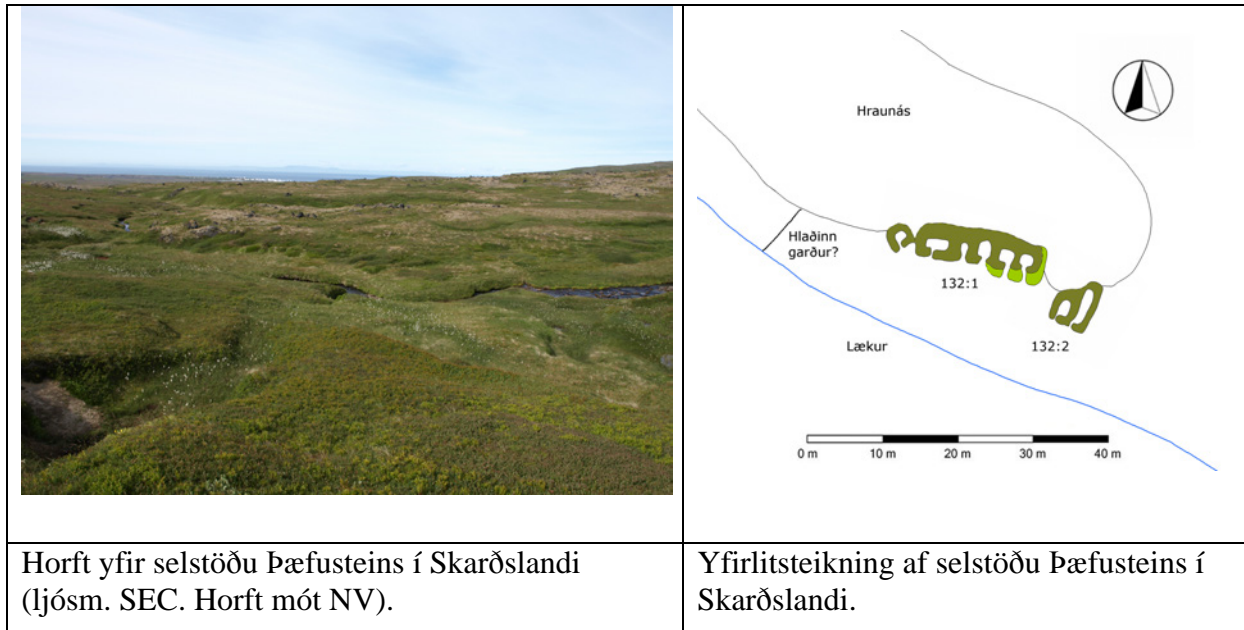 Hraunás
Hlaðinn
garður?
132:1
132:2
Lækur
0 m 10 m 20 m 30 m 40 m
Horft yfir selstöðu Þæfusteins í Skarðslandi
(ljósm. SEC. Horft mót NV).
Yfirlitsteikning af selstöðu Þæfusteins í
Skarðslandi.